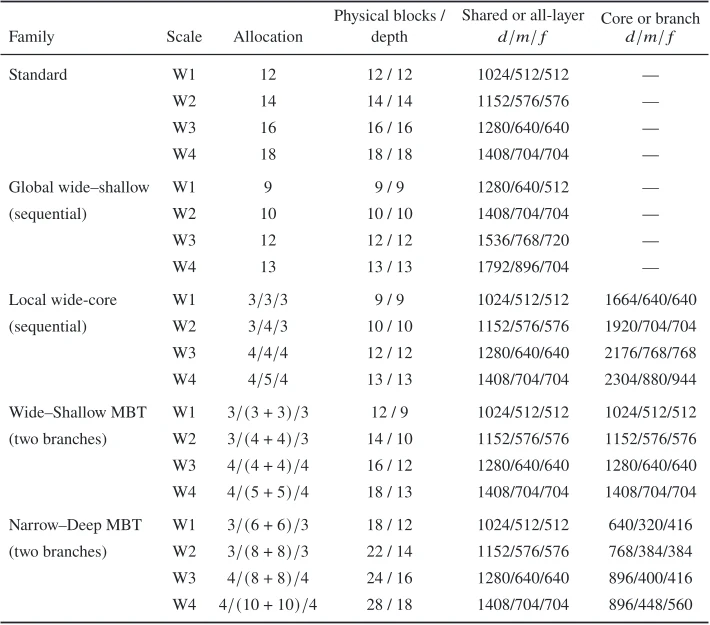 Physical blocks / Shared or all-layer Core or branch
Family Scale Allocation depth d/m/f d/m/f
Standard W1 12 12 / 12 1024/512/512 —
W2 14 14 / 14 1152/576/576 —
W3 16 16 / 16 1280/640/640 —
W4 18 18 / 18 1408/704/704 —
Global wide–shallow W1 9 9 / 9 1280/640/512 —
(sequential) W2 10 10 / 10 1408/704/704 —
W3 12 12 / 12 1536/768/720 —
W4 13 13 / 13 1792/896/704 —
Local wide-core W1 3/3/3 9 / 9 1024/512/512 1664/640/640
(sequential) W2 3/4/3 10 / 10 1152/576/576 1920/704/704
W3 4/4/4 12 / 12 1280/640/640 2176/768/768
W4 4/5/4 13 / 13 1408/704/704 2304/880/944
Wide–Shallow MBT W1 3/(3 + 3)/3 12 / 9 1024/512/512 1024/512/512
(two branches) W2 3/(4 + 4)/3 14 / 10 1152/576/576 1152/576/576
W3 4/(4 + 4)/4 16 / 12 1280/640/640 1280/640/640
W4 4/(5 + 5)/4 18 / 13 1408/704/704 1408/704/704
Narrow–Deep MBT W1 3/(6 + 6)/3 18 / 12 1024/512/512 640/320/416
(two branches) W2 3/(8 + 8)/3 22 / 14 1152/576/576 768/384/384
W3 4/(8 + 8)/4 24 / 16 1280/640/640 896/400/416
W4 4/(10 + 10)/4 28 / 18 1408/704/704 896/448/560